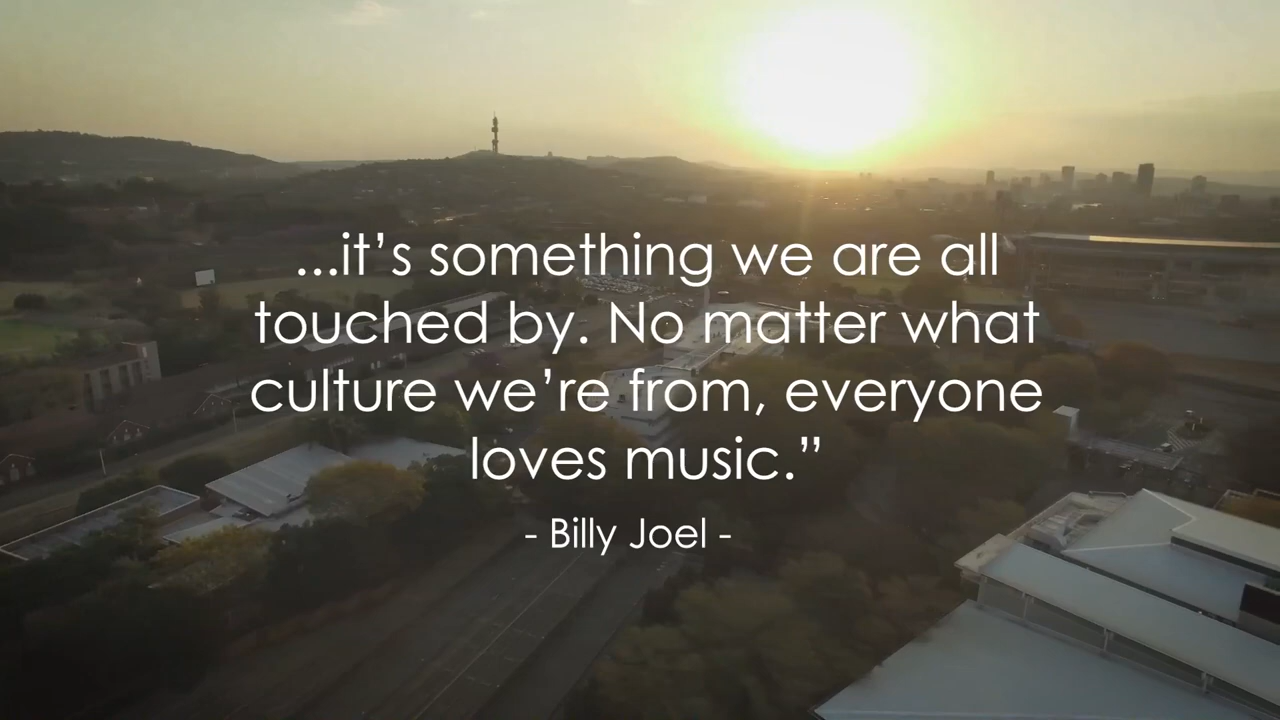 ...it’s something we are all
touched by. No matter what
culture we’re from, everyone
loves music.”
- Billy Joel -